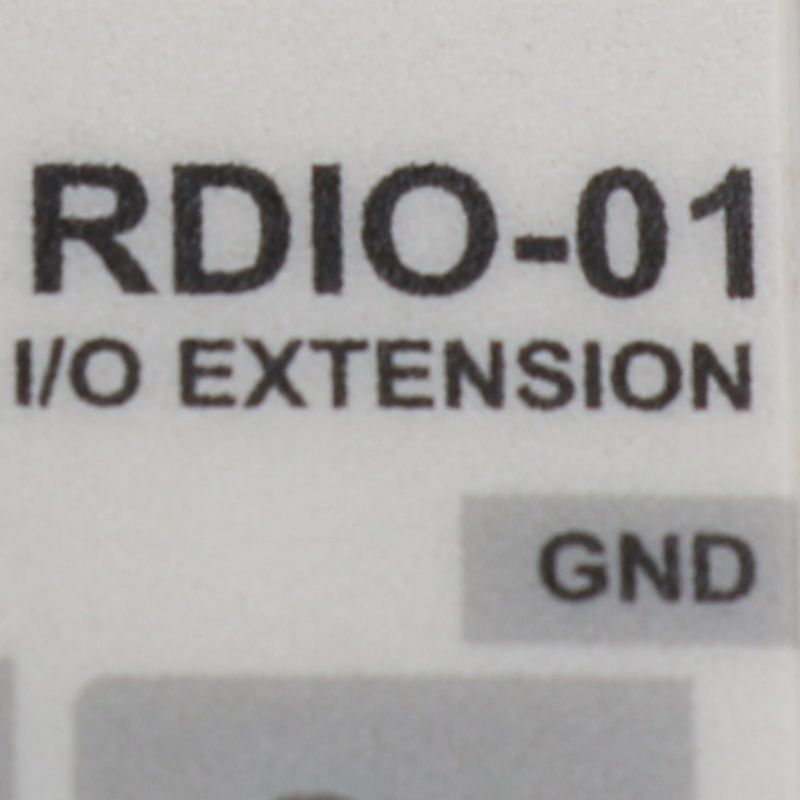 RDIO-01
I/O EXTENSION
GND